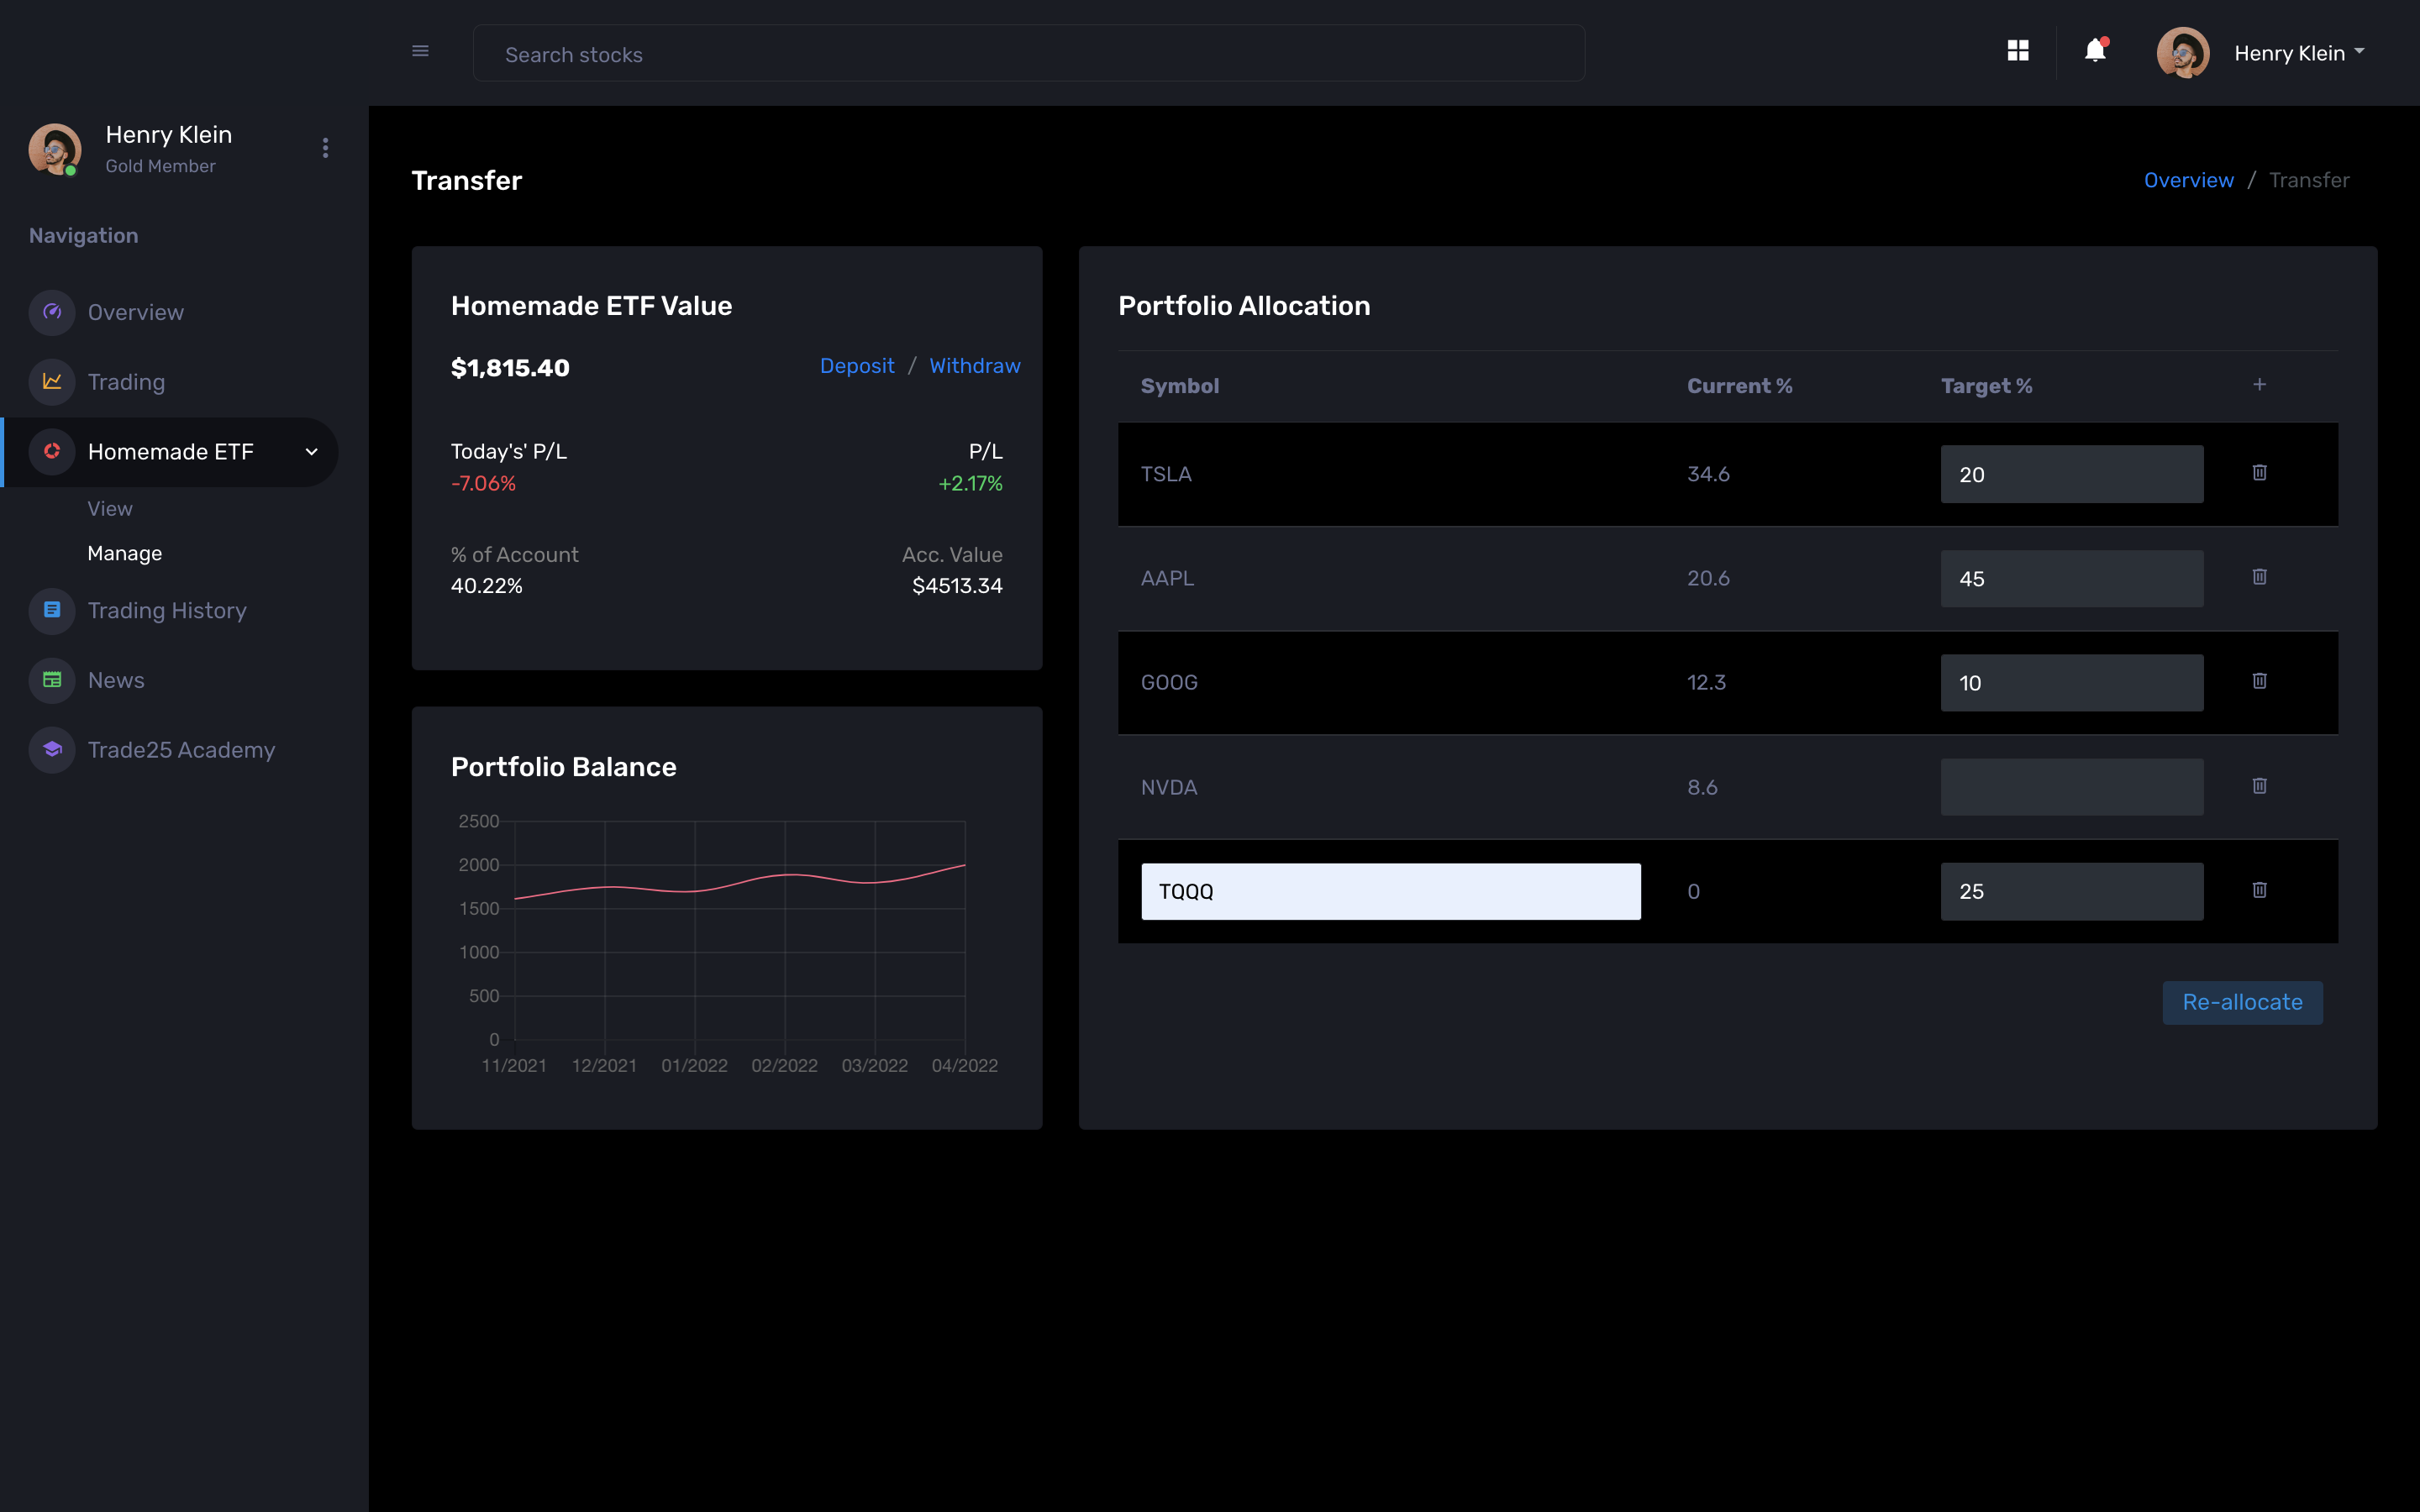 Search stocks
Henry Klein
Henry Klein
Gold Member
Navigation
Overview
Trading
Homemade ETF
View
Manage
Trading History
News
Trade25 Academy
Transfer
Overview / Transfer
Homemade ETF Value
$1,815.40
Deposit / Withdraw
Today's' P/L P/L
-7.06% +2.17%
% of Account Acc. Value
40.22% $4513.34
Portfolio Balance
2500
2000
1500
1000
500
0
11/2021 12/2021 01/2022 02/2022 03/2022 04/2022
Portfolio Allocation
Symbol Current % Target % +
TSLA 34.6 20
AAPL 20.6 45
GOOG 12.3 10
NVDA 8.6
TQQQ 0 25
Re-allocate